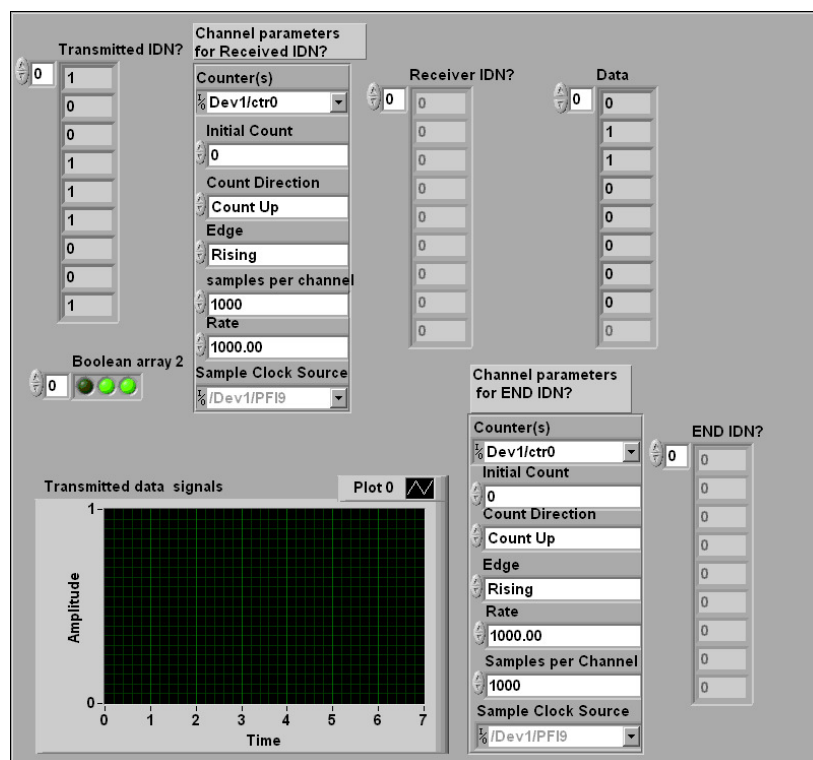 Transmitted IDN?
0
1
0
0
1
1
1
0
0
1
Channel parameters
for Received IDN?
Counter(s)
Dev1/ctr0
Initial Count
0
Count Direction
Count Up
Edge
Rising
samples per channel
1000
Rate
1000.00
Sample Clock Source
/Dev1/PFI9
Receiver IDN?
0
0
0
0
0
0
0
0
0
0
Data
0
0
1
1
0
0
0
0
0
0
Boolean array 2
0
Transmitted data signals
Plot 0
1
0
Amplitude
0 1 2 3 4 5 6 7
Time
Channel parameters
for END IDN?
Counter(s)
Dev1/ctr0
Initial Count
0
Count Direction
Count Up
Edge
Rising
Rate
1000.00
Samples per Channel
1000
Sample Clock Source
/Dev1/PFI9
END IDN?
0
0
0
0
0
0
0
0
0
0